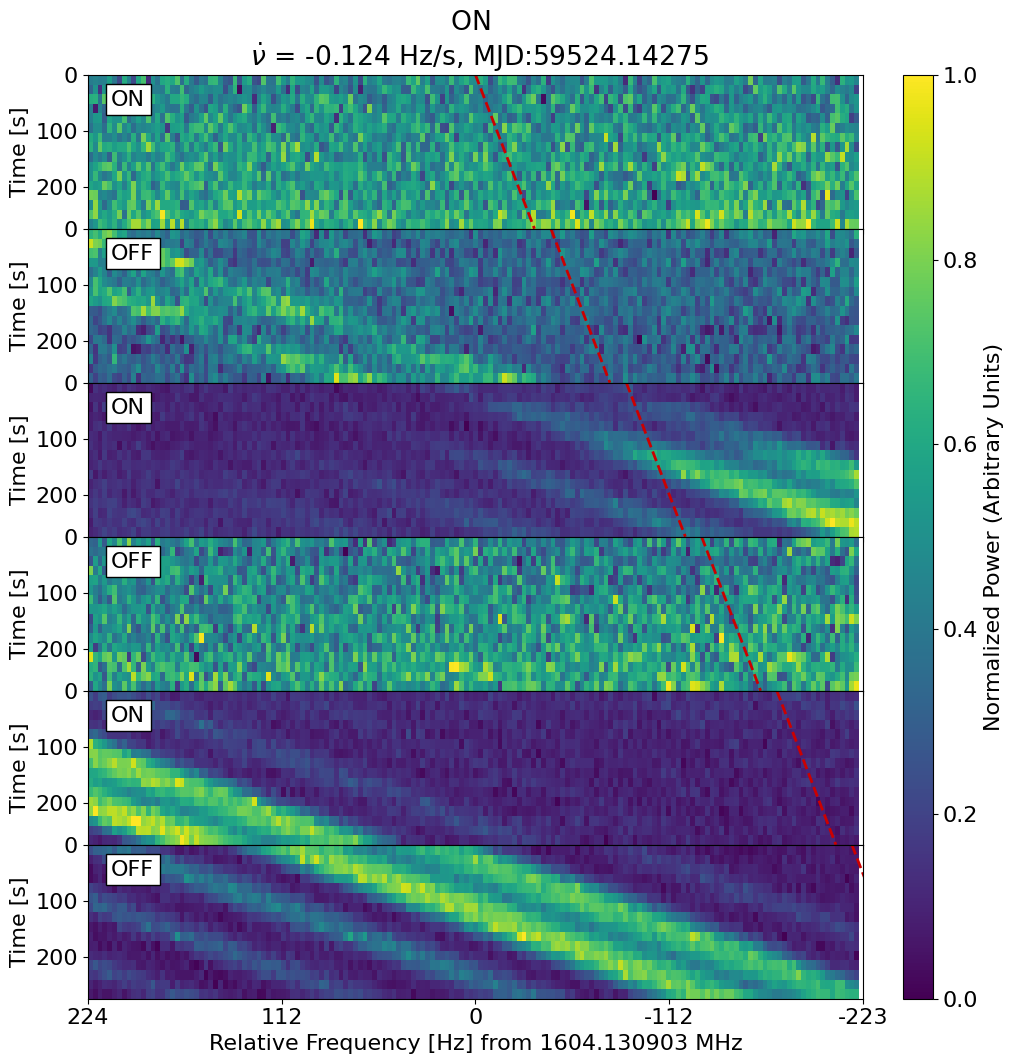 ON
ν̇ = -0.124 Hz/s, MJD:59524.14275
0
100
200
Time [s]
ON
0
100
200
Time [s]
OFF
0
100
200
Time [s]
ON
0
100
200
Time [s]
OFF
0
100
200
Time [s]
ON
0
100
200
Time [s]
OFF
224 112 0 -112 -223
Relative Frequency [Hz] from 1604.130903 MHz
1.0
0.8
0.6
0.4
0.2
0.0
Normalized Power (Arbitrary Units)